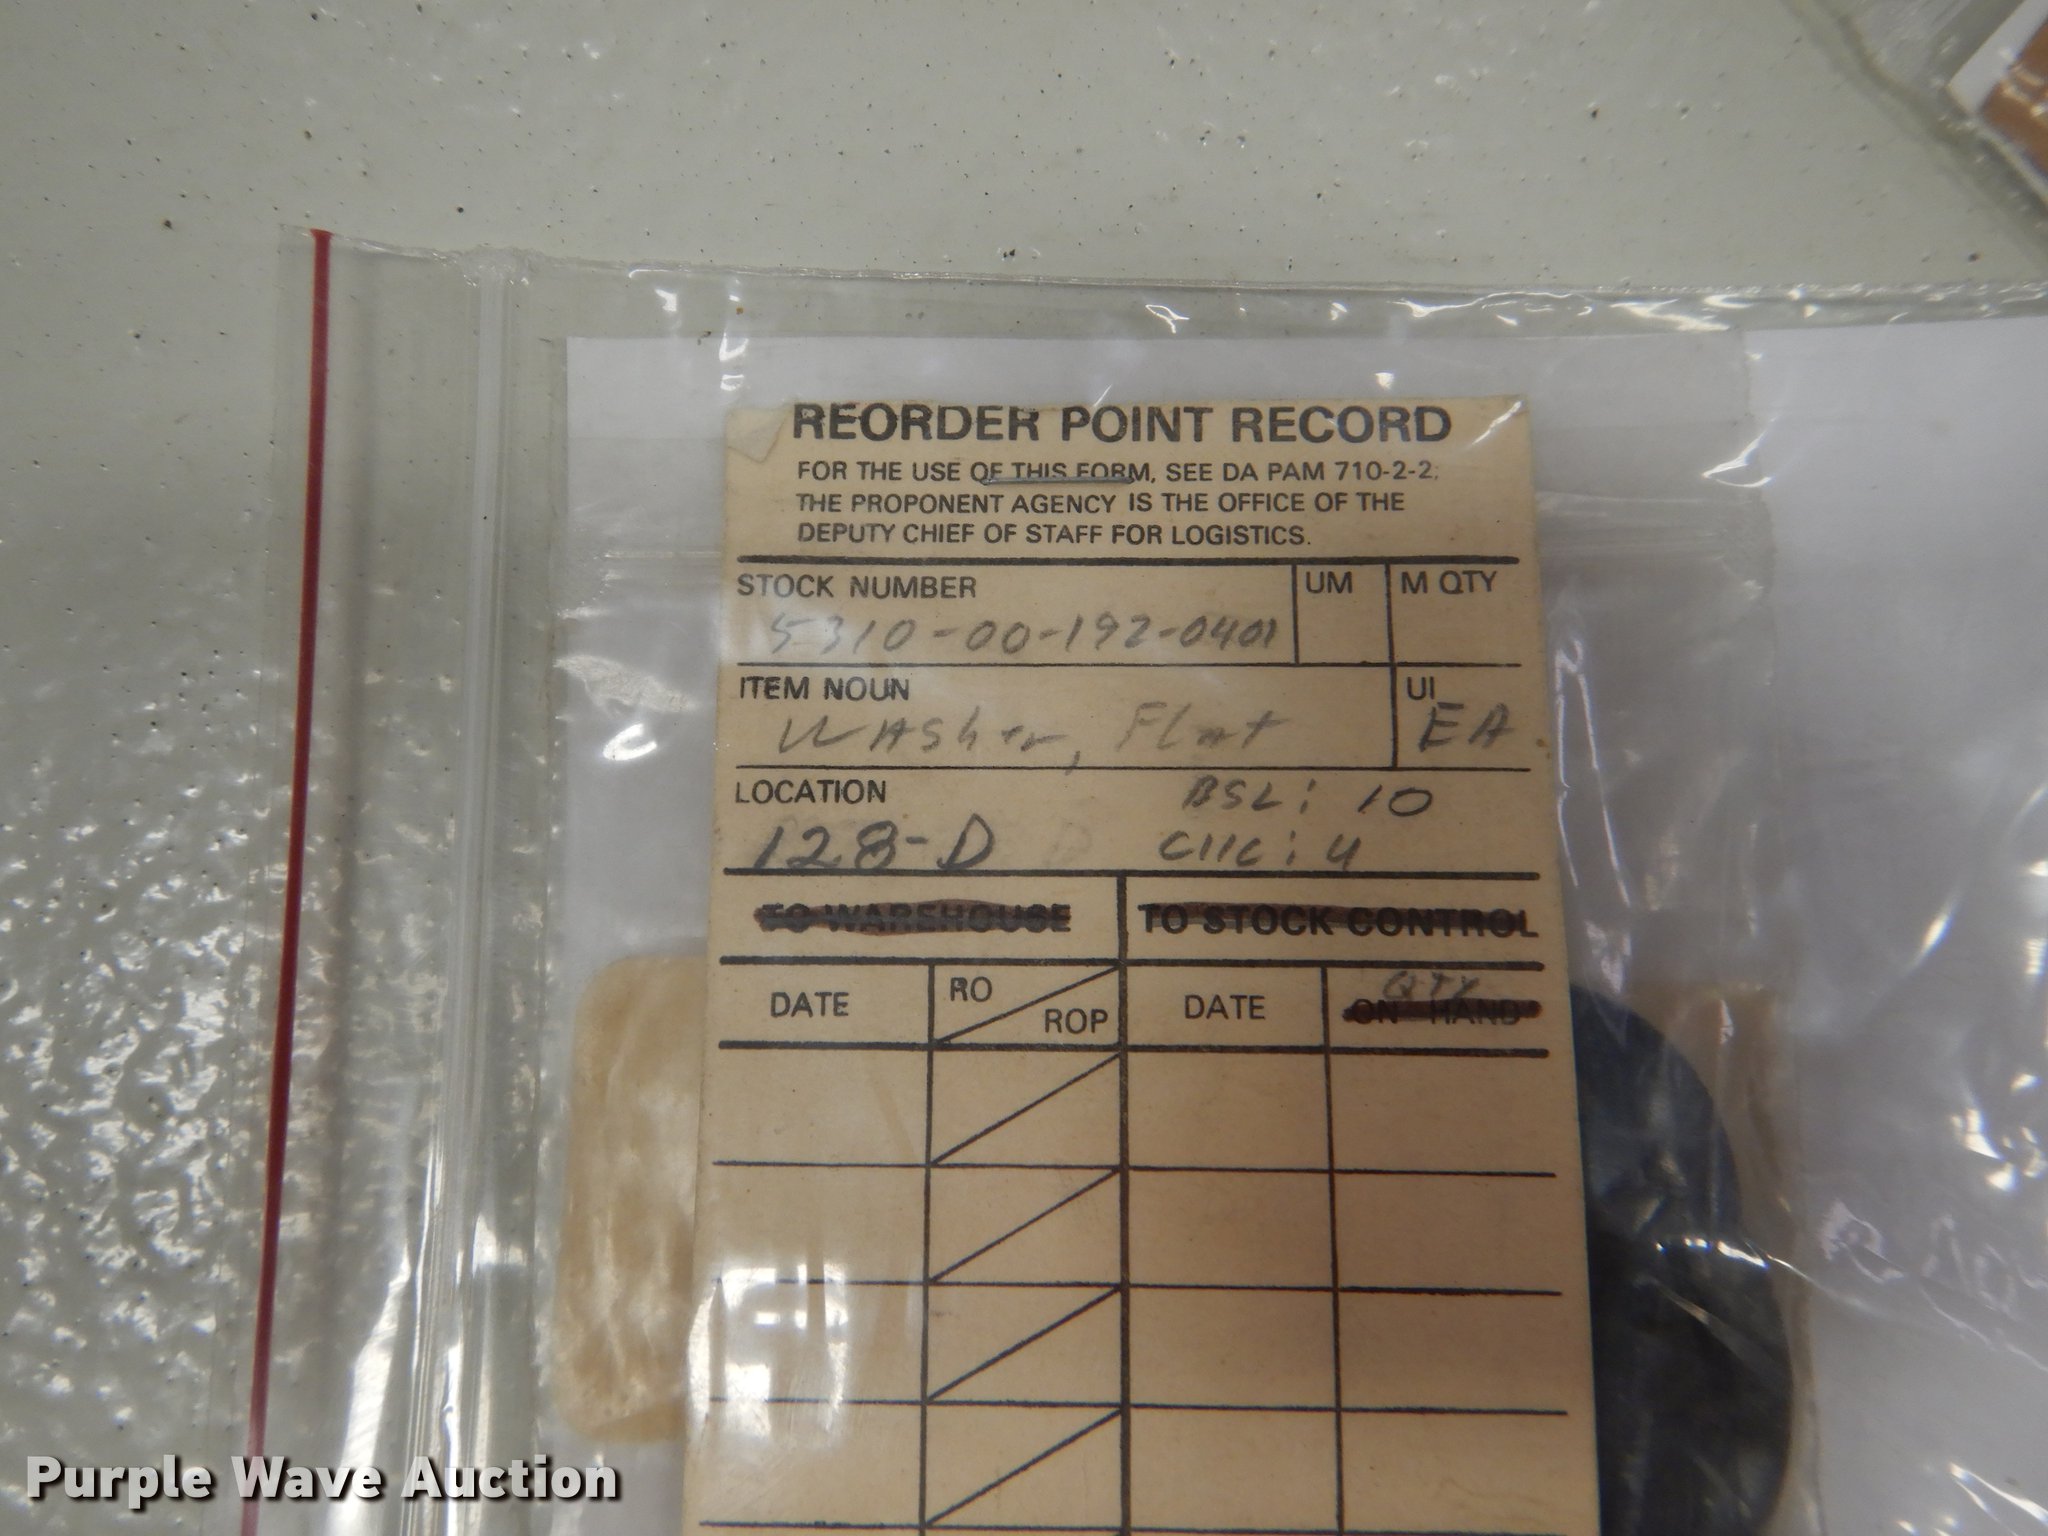 REORDER POINT RECORD
FOR THE USE OF THIS FORM, SEE DA PAM 710-2-2;
THE PROPONENT AGENCY IS THE OFFICE OF THE
DEPUTY CHIEF OF STAFF FOR LOGISTICS.
STOCK NUMBER UM M QTY
5310-00-192-0401
ITEM NOUN UI
Washer, Flat EA
LOCATION BSL: 10
128-D CIIC: 4
TO WAREHOUSE TO STOCK CONTROL
QTY
DATE RO ROP DATE ON HAND
Purple Wave Auction